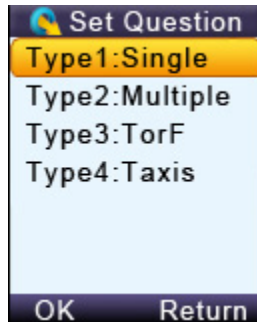 Set Question
Type1:Single
Type2:Multiple
Type3:TorF
Type4:Taxis
OK Return